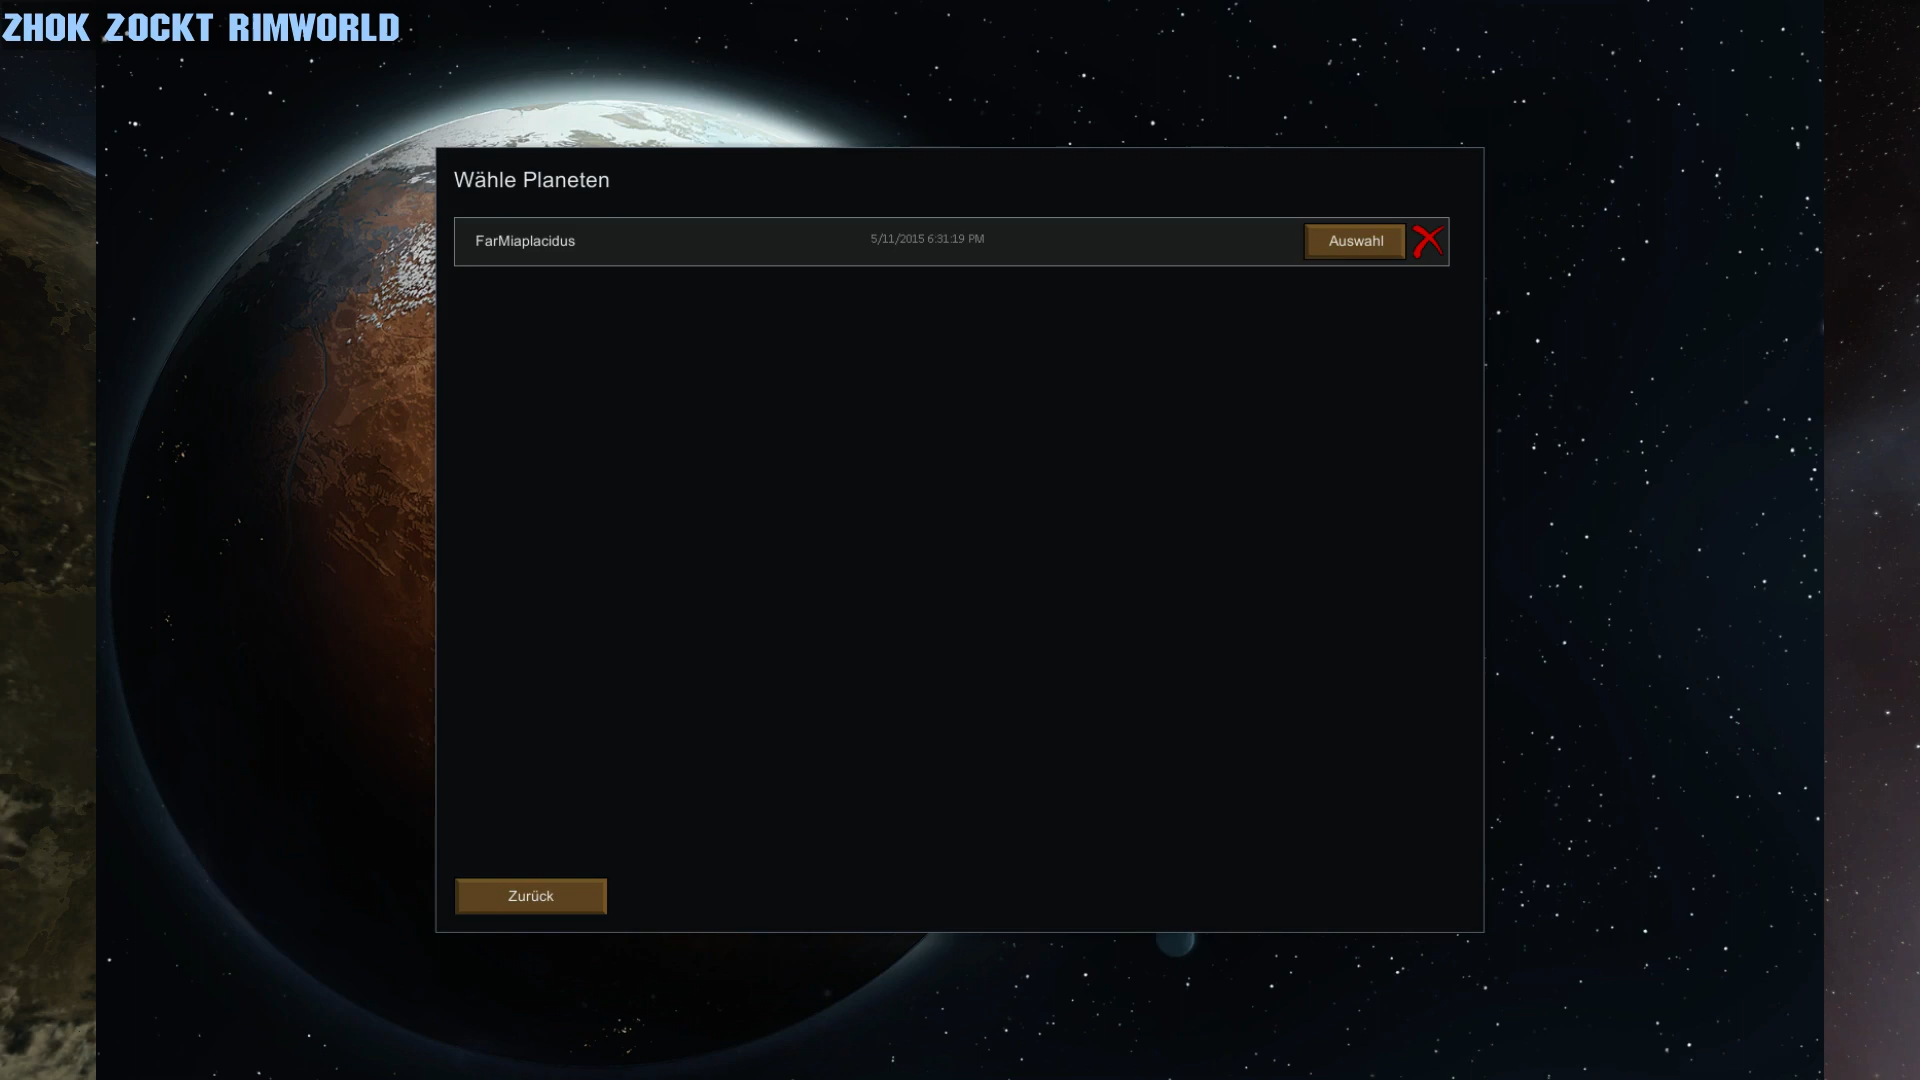 ZHOK ZOCKT RIMWORLD
Wähle Planeten
FarMiaplacidus 5/11/2015 6:31:19 PM Auswahl
Zurück